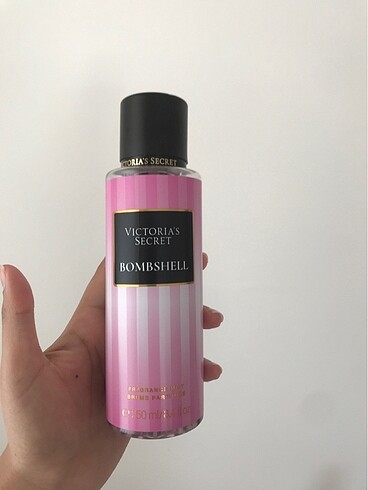 VICTORIA'S SECRET
VICTORIA'S
SECRET
BOMBSHELL
FRAGRANCE MIST
BRUME PARFUMÉE